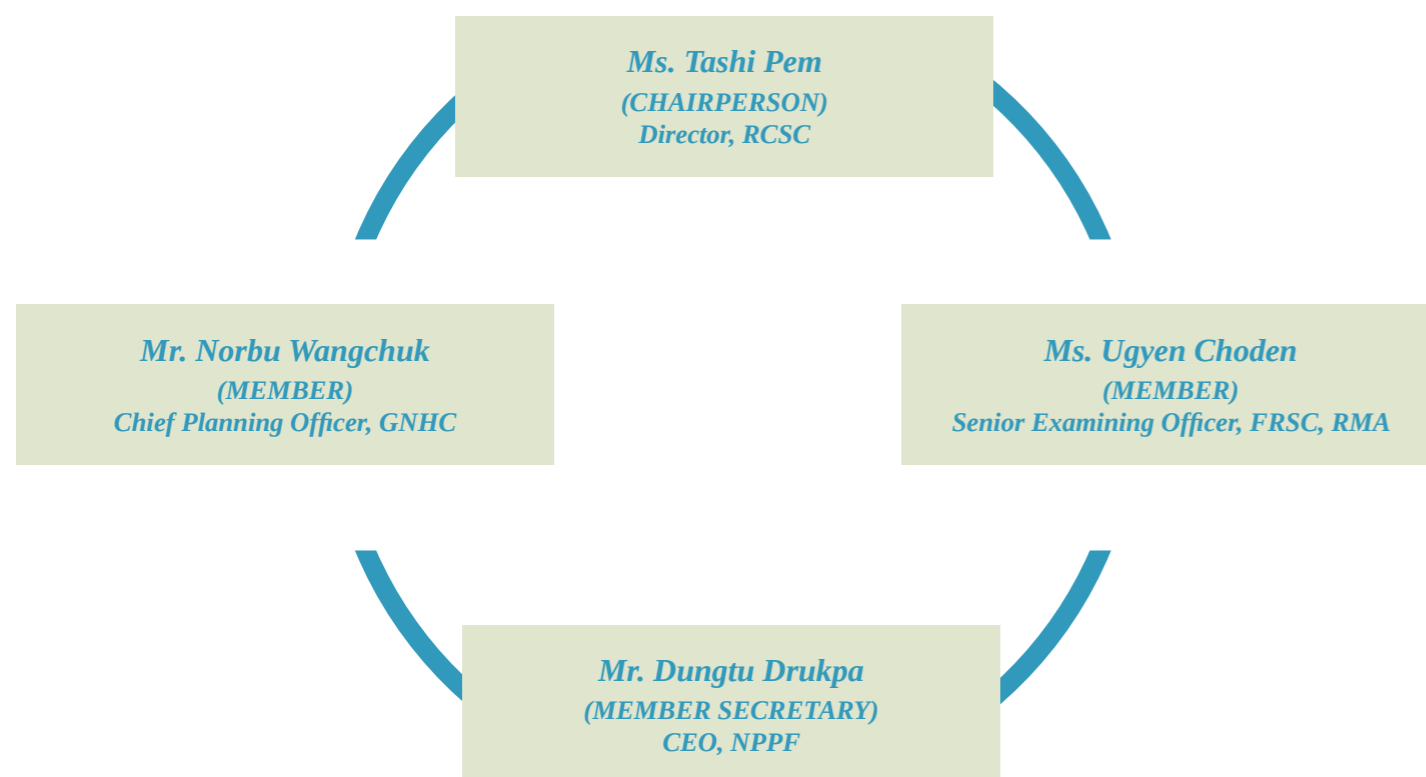 Ms. Tashi Pem
(CHAIRPERSON)
Director, RCSC
Mr. Norbu Wangchuk
(MEMBER)
Chief Planning Officer, GNHC
Ms. Ugyen Choden
(MEMBER)
Senior Examining Officer, FRSC, RMA
Mr. Dungtu Drukpa
(MEMBER SECRETARY)
CEO, NPPF